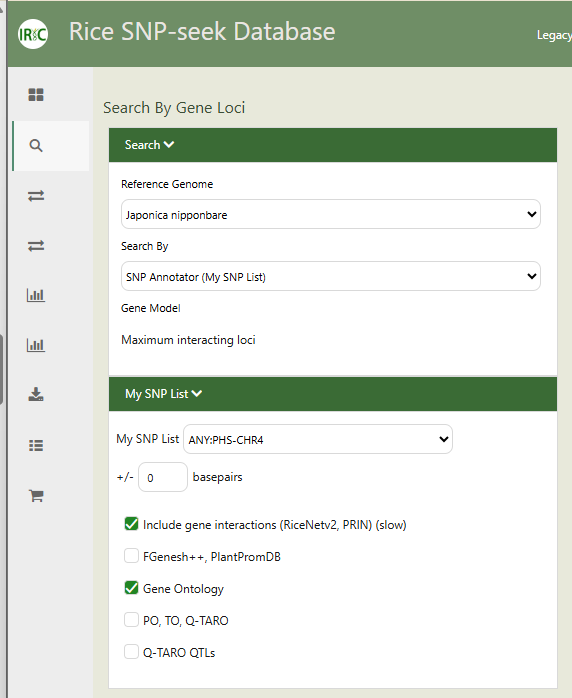 IRIC
Rice SNP-seek Database
Legacy
Search By Gene Loci
Search
Reference Genome
Japonica nipponbare
Search By
SNP Annotator (My SNP List)
Gene Model
Maximum interacting loci
My SNP List
My SNP List ANY:PHS-CHR4
+/- 0 basepairs
Include gene interactions (RiceNetv2, PRIN) (slow)
FGenesh++, PlantPromDB
Gene Ontology
PO, TO, Q-TARO
Q-TARO QTLs